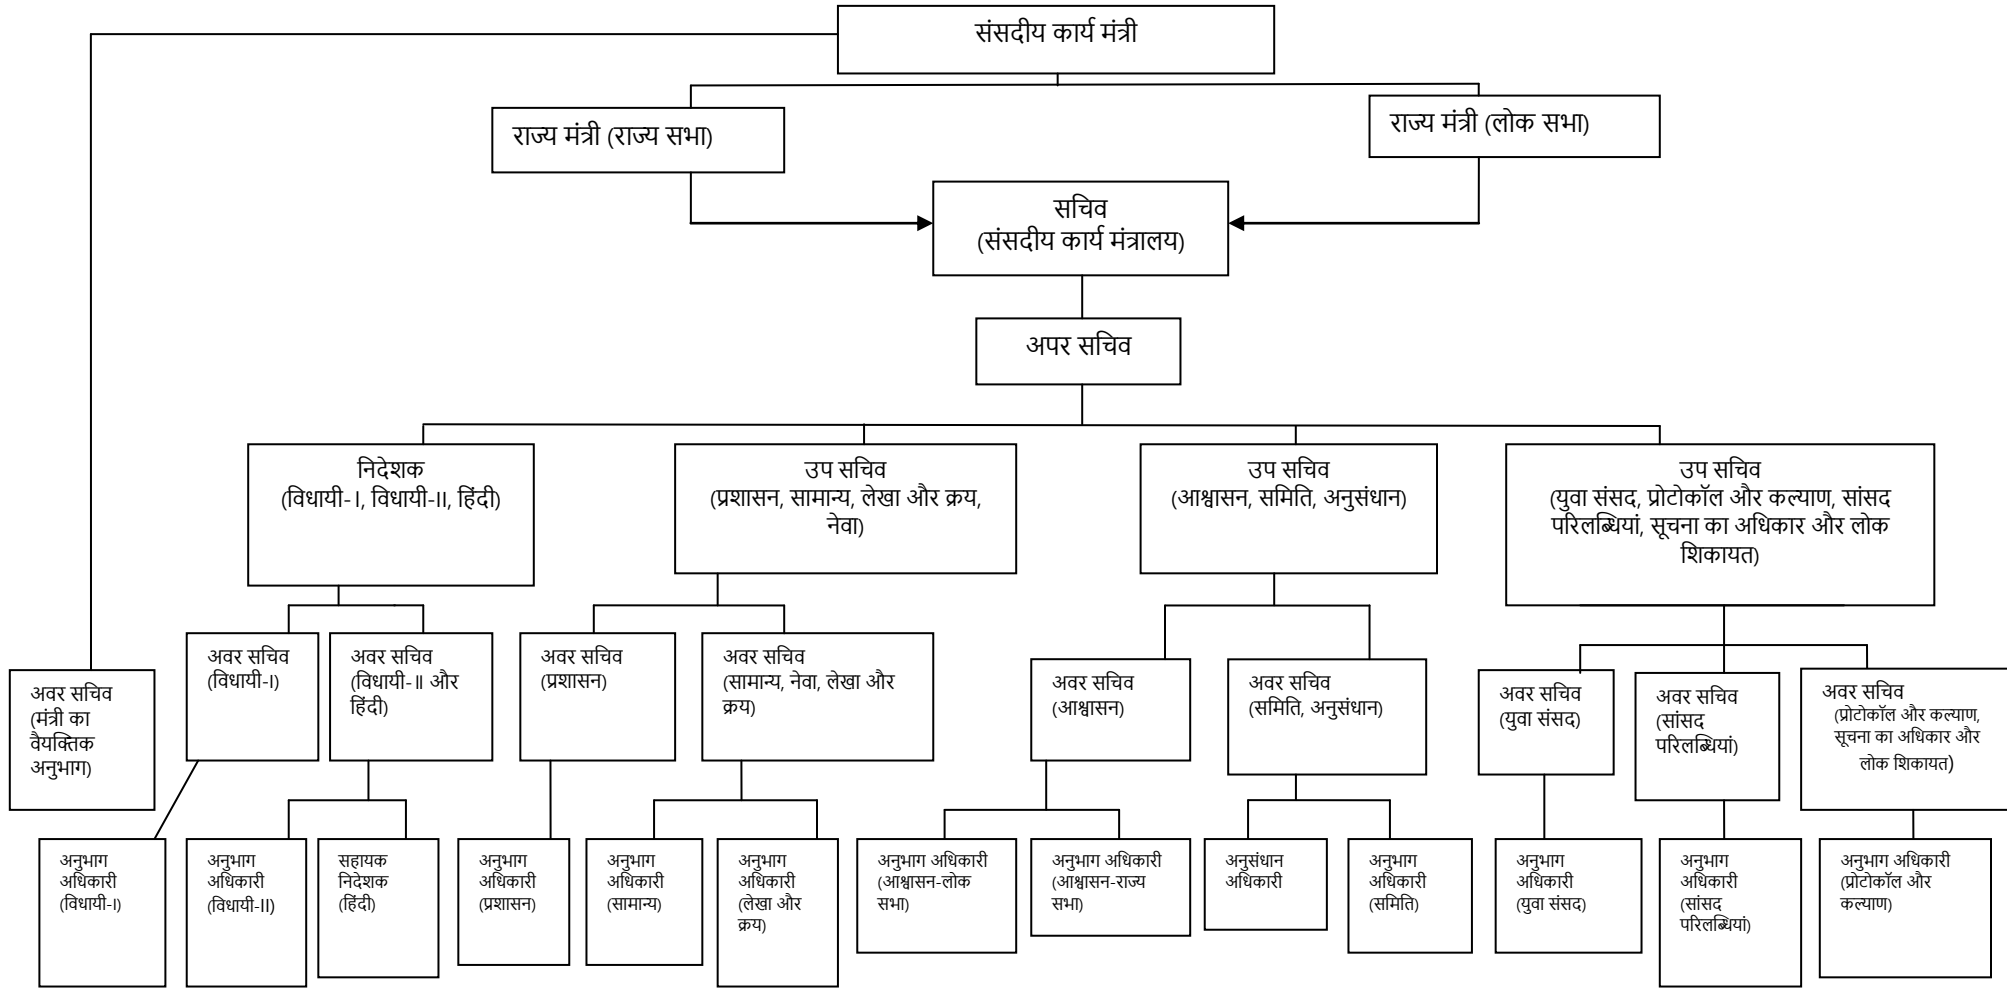 संसदीय कार्य मंत्री
राज्य मंत्री (राज्य सभा)
राज्य मंत्री (लोक सभा)
सचिव
(संसदीय कार्य मंत्रालय)
अपर सचिव
निदेशक
(विधायी- I, विधायी-II, हिंदी)
उप सचिव
(प्रशासन, सामान्य, लेखा और क्रय,
नेवा)
उप सचिव
(आश्वासन, समिति, अनुसंधान)
उप सचिव
(युवा संसद, प्रोटोकॉल और कल्याण, सांसद
परिलब्धियां, सूचना का अधिकार और लोक
शिकायत)
अवर सचिव
(मंत्री का
वैयक्तिक
अनुभाग)
अवर सचिव
(विधायी-I)
अवर सचिव
(विधायी-II और
हिंदी)
अवर सचिव
(प्रशासन)
अवर सचिव
(सामान्य, नेवा, लेखा और
क्रय)
अवर सचिव
(आश्वासन)
अवर सचिव
(समिति, अनुसंधान)
अवर सचिव
(युवा संसद)
अवर सचिव
(सांसद
परिलब्धियां)
अवर सचिव
(प्रोटोकॉल और कल्याण,
सूचना का अधिकार और
लोक शिकायत)
अनुभाग
अधिकारी
(विधायी-I)
अनुभाग
अधिकारी
(विधायी-II)
सहायक
निदेशक
(हिंदी)
अनुभाग
अधिकारी
(प्रशासन)
अनुभाग
अधिकारी
(सामान्य)
अनुभाग
अधिकारी
(लेखा और
क्रय)
अनुभाग अधिकारी
(आश्वासन-लोक
सभा)
अनुभाग अधिकारी
(आश्वासन-राज्य
सभा)
अनुसंधान
अधिकारी
अनुभाग
अधिकारी
(समिति)
अनुभाग
अधिकारी
(युवा संसद)
अनुभाग
अधिकारी
(सांसद
परिलब्धियां)
अनुभाग अधिकारी
(प्रोटोकॉल और
कल्याण)